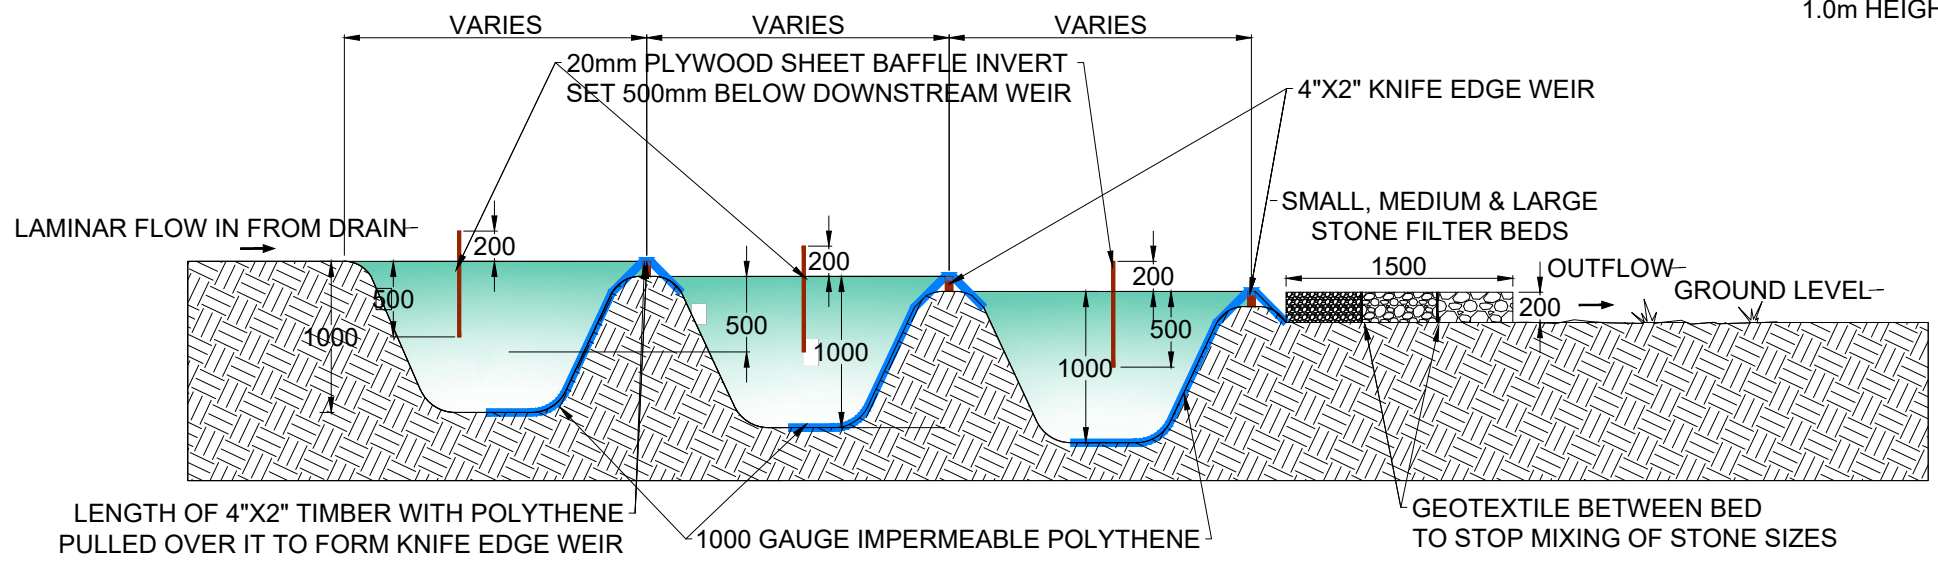 1.0m HEIGH
VARIES
VARIES
VARIES
20mm PLYWOOD SHEET BAFFLE INVERT
SET 500mm BELOW DOWNSTREAM WEIR
4"X2" KNIFE EDGE WEIR
SMALL, MEDIUM & LARGE
STONE FILTER BEDS
LAMINAR FLOW IN FROM DRAIN
200
200
200
1500
OUTFLOW
GROUND LEVEL
500
1000
500
1000
500
1000
200
LENGTH OF 4"X2" TIMBER WITH POLYTHENE
PULLED OVER IT TO FORM KNIFE EDGE WEIR
1000 GAUGE IMPERMEABLE POLYTHENE
GEOTEXTILE BETWEEN BED
TO STOP MIXING OF STONE SIZES